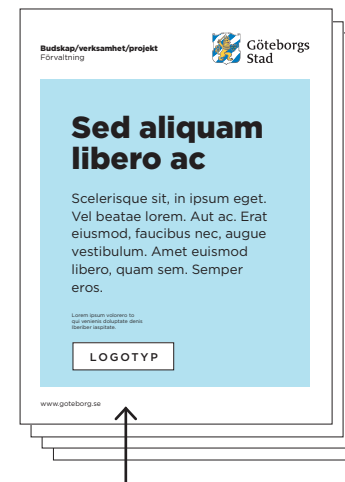 Budskap/verksamhet/projekt
Förvaltning
Göteborgs
Stad
Sed aliquam
libero ac
Scelerisque sit, in ipsum eget.
Vel beatae lorem. Aut ac. Erat
eiusmod, faucibus nec, augue
vestibulum. Amet euismod
libero, quam sem. Semper
eros.
Lorem ipsum volorero to
qui venienis doluptate denis
Iberiber iaspitate.
LOGOTYP
www.goteborg.se